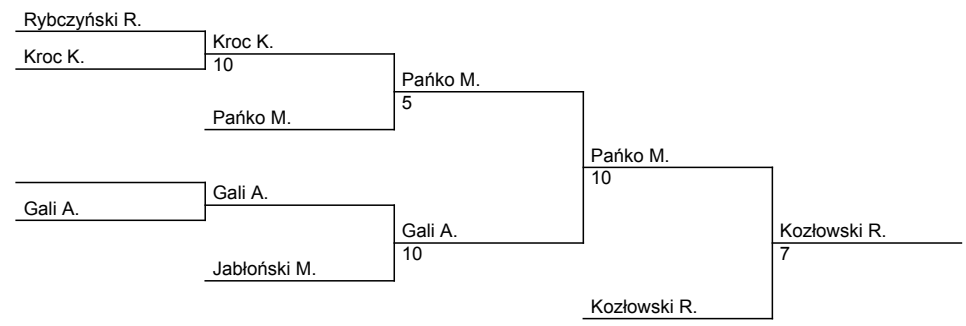 Rybczyński R.
Kroc K.
Kroc K.
10
Pańko M.
Pańko M.
5
Gali A.
Gali A.
Jabłoński M.
Gali A.
10
Pańko M.
10
Kozłowski R.
Kozłowski R.
7